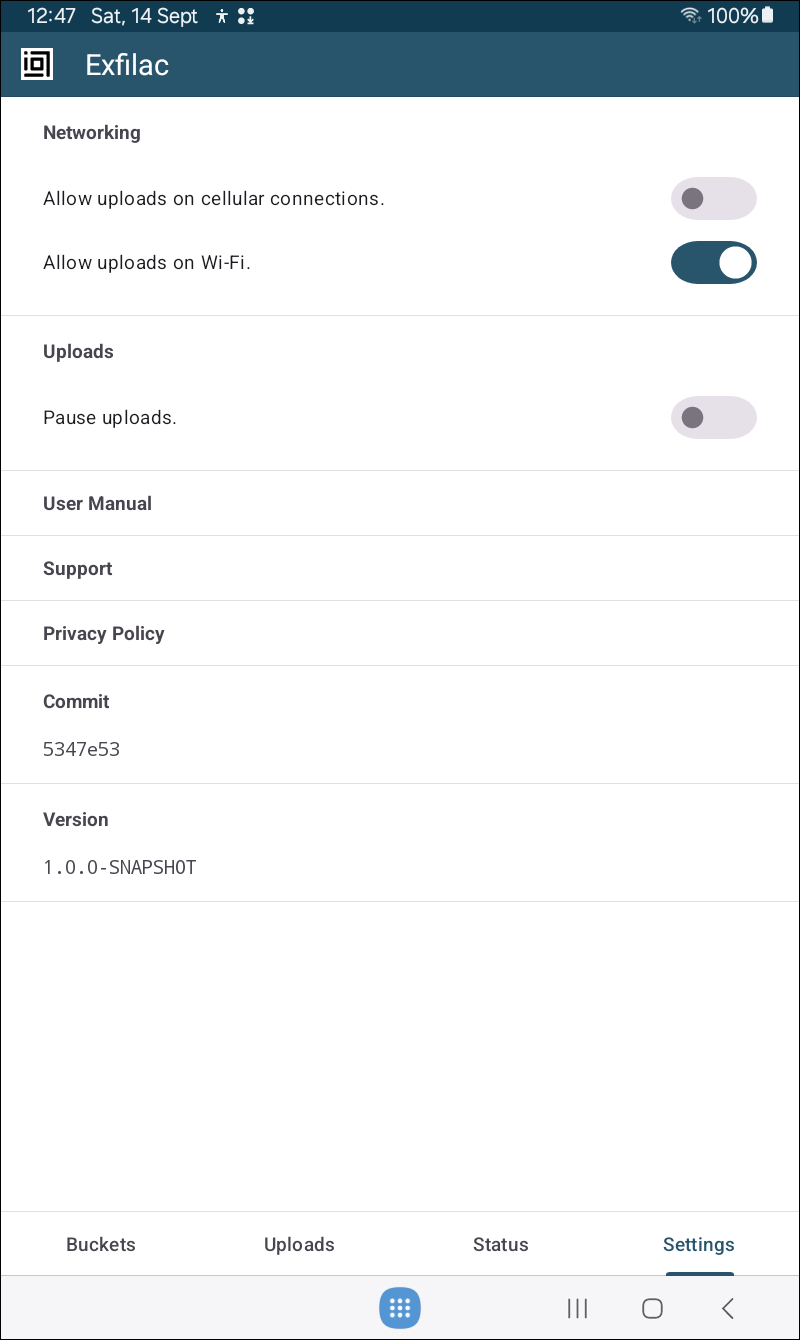 12:47 Sat, 14 Sept 100%
Exfilac
Networking
Allow uploads on cellular connections.
Allow uploads on Wi-Fi.
Uploads
Pause uploads.
User Manual
Support
Privacy Policy
Commit
5347e53
Version
1.0.0-SNAPSHOT
Buckets Uploads Status Settings